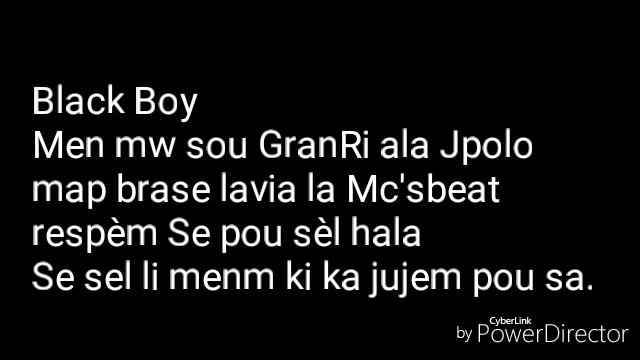 Black Boy
Men mw sou GranRi ala Jpolo
map brase lavia la Mc'sbeat
respèm Se pou sèl hala
Se sel li menm ki ka jujem pou sa.
CyberLink
by PowerDirector